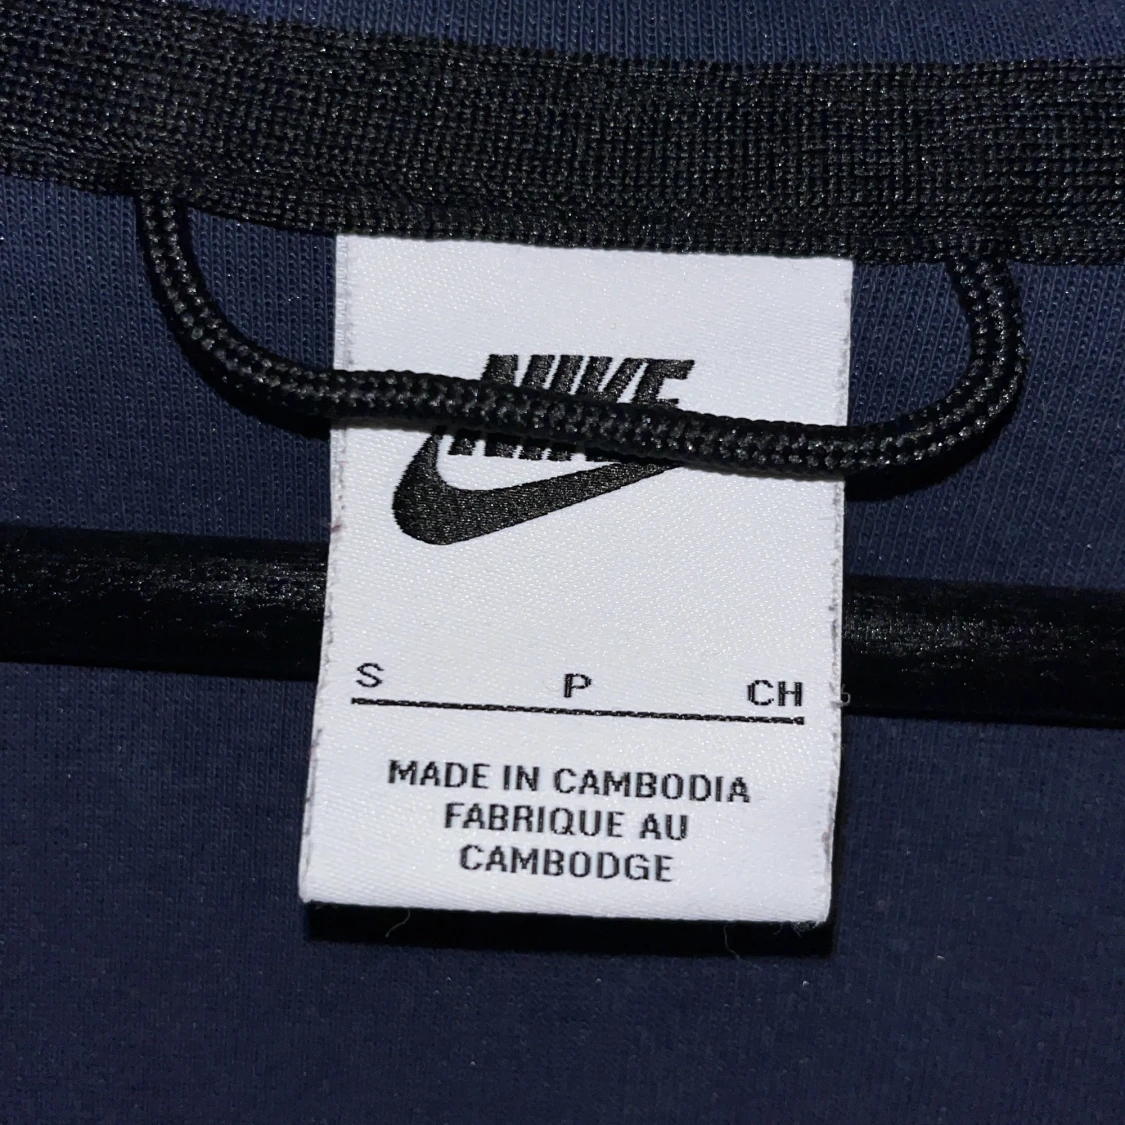 NIKE
S P CH
MADE IN CAMBODIA
FABRIQUE AU
CAMBODGE